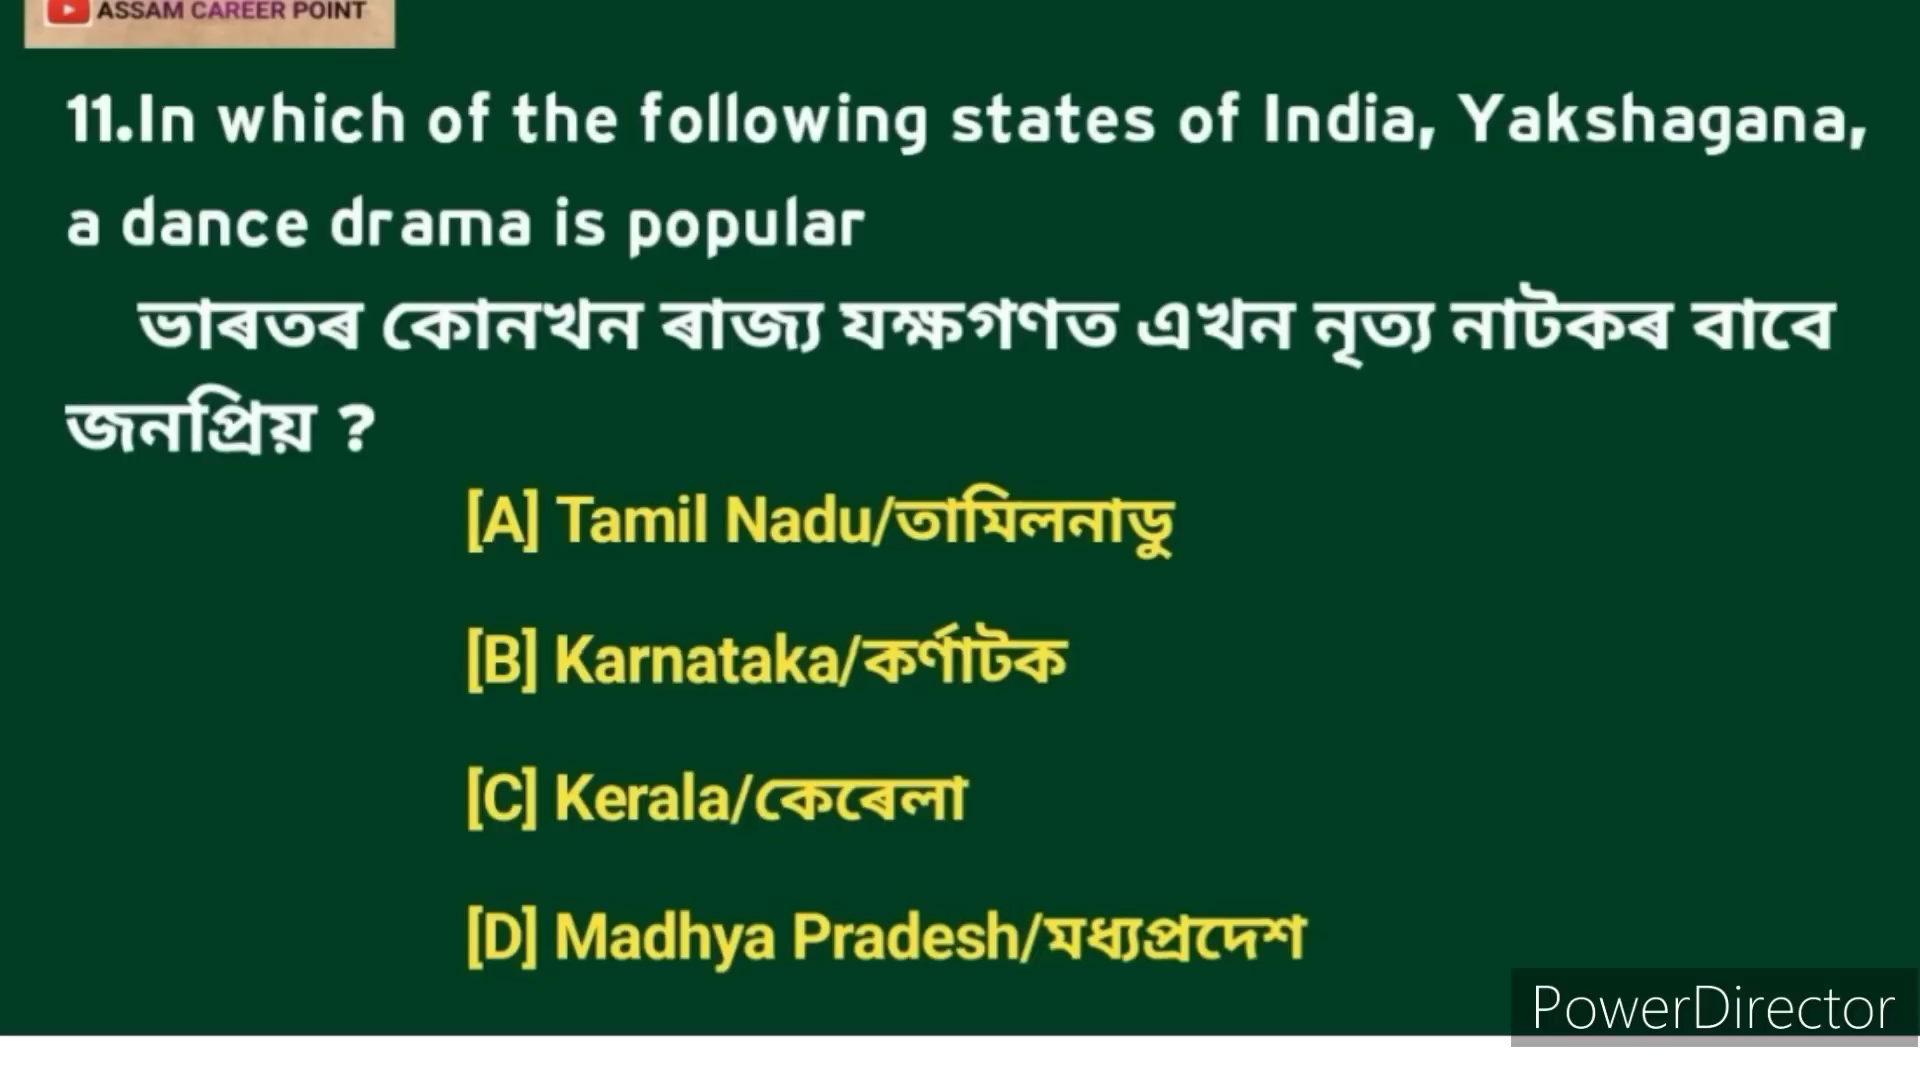 ASSAM CAREER POINT
11.In which of the following states of India, Yakshagana,
a dance drama is popular
ভাৰতৰ কোনখন ৰাজ্য যক্ষগণত এখন নৃত্য নাটকৰ বাবে
জনপ্ৰিয় ?
[A] Tamil Nadu/তামিলনাডু
[B] Karnataka/কৰ্ণাটক
[C] Kerala/কেৰেলা
[D] Madhya Pradesh/মধ্যপ্ৰদেশ
PowerDirector